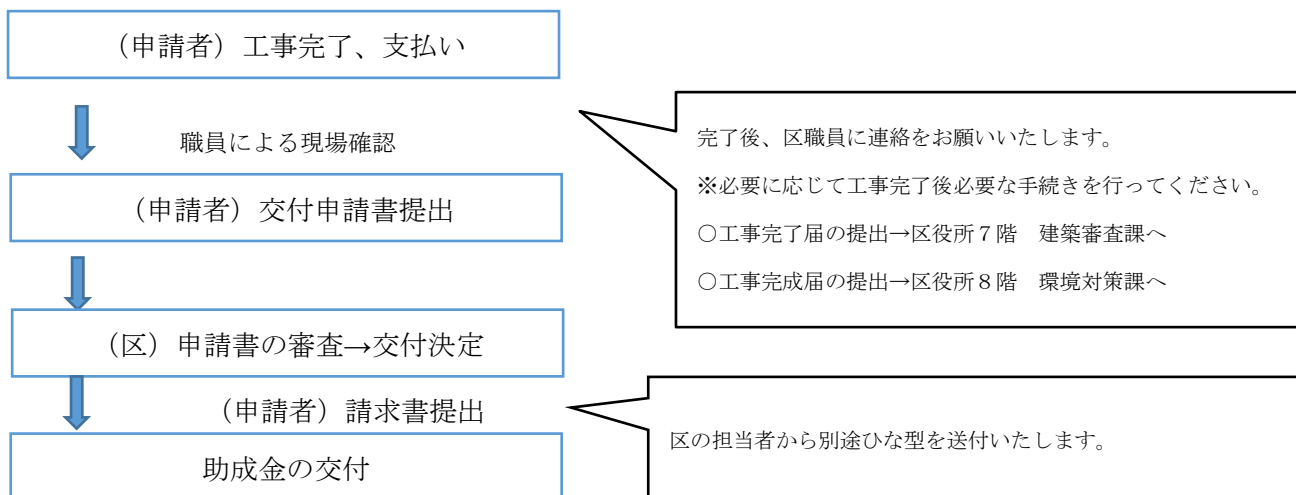 （申請者）工事完了、支払い
職員による現場確認
完了後、区職員に連絡をお願いいたします。
※必要に応じて工事完了後必要な手続きを行ってください。
○工事完了届の提出→区役所７階　建築審査課へ
○工事完成届の提出→区役所８階　環境対策課へ
（申請者）交付申請書提出
（区）申請書の審査→交付決定
（申請者）請求書提出
区の担当者から別途ひな型を送付いたします。
助成金の交付